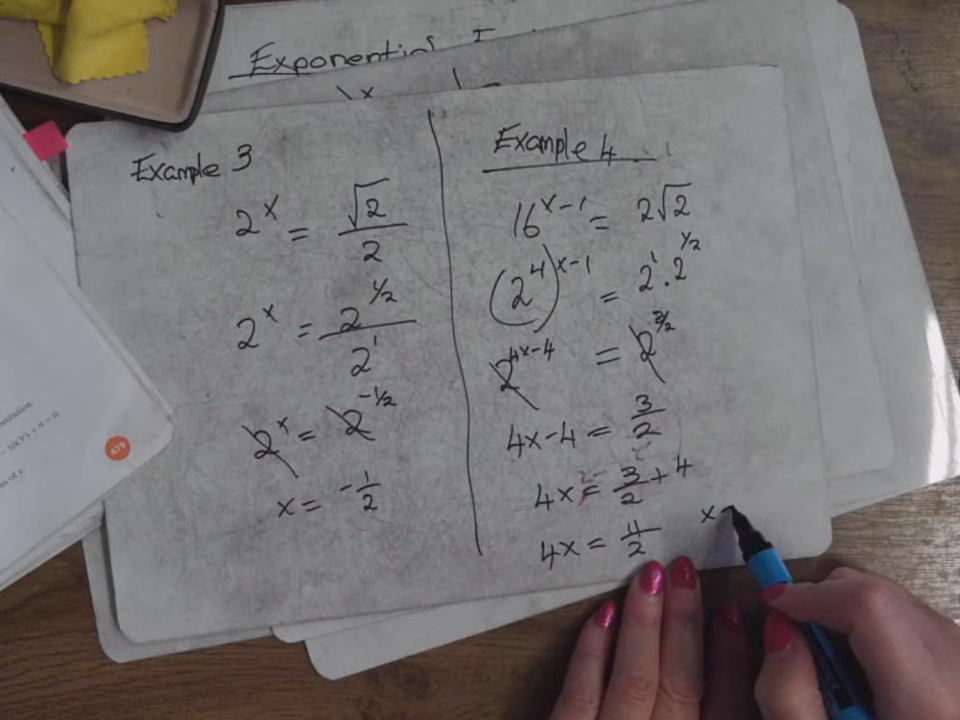 Exponential
Example 3
2^x = √2/2
2^x = 2^(1/2)/2^1
2^x = 2^(-1/2)
x = -1/2
Example 4
16^(x-1) = 2√2
(2^4)^(x-1) = 2^1 . 2^(1/2)
2^(4x-4) = 2^(3/2)
4x-4 = 3/2
4x = 3/2 + 4
4x = 11/2
x =
479